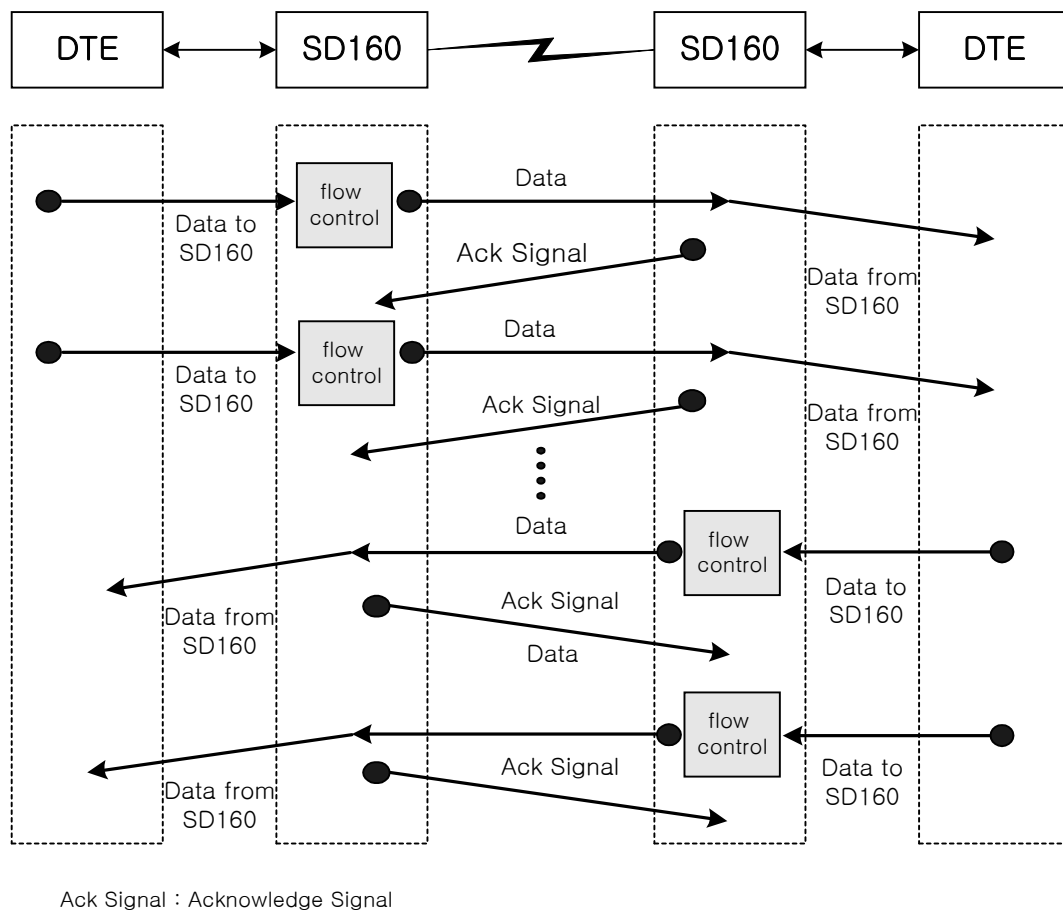 DTE
SD160
SD160
DTE
flow
control
Data
Data to
SD160
Ack Signal
Data from
SD160
flow
control
Data
Data to
SD160
Ack Signal
Data from
SD160
Data
flow
control
Data from
SD160
Ack Signal
Data to
SD160
Data
flow
control
Data from
SD160
Ack Signal
Data to
SD160
Ack Signal : Acknowledge Signal